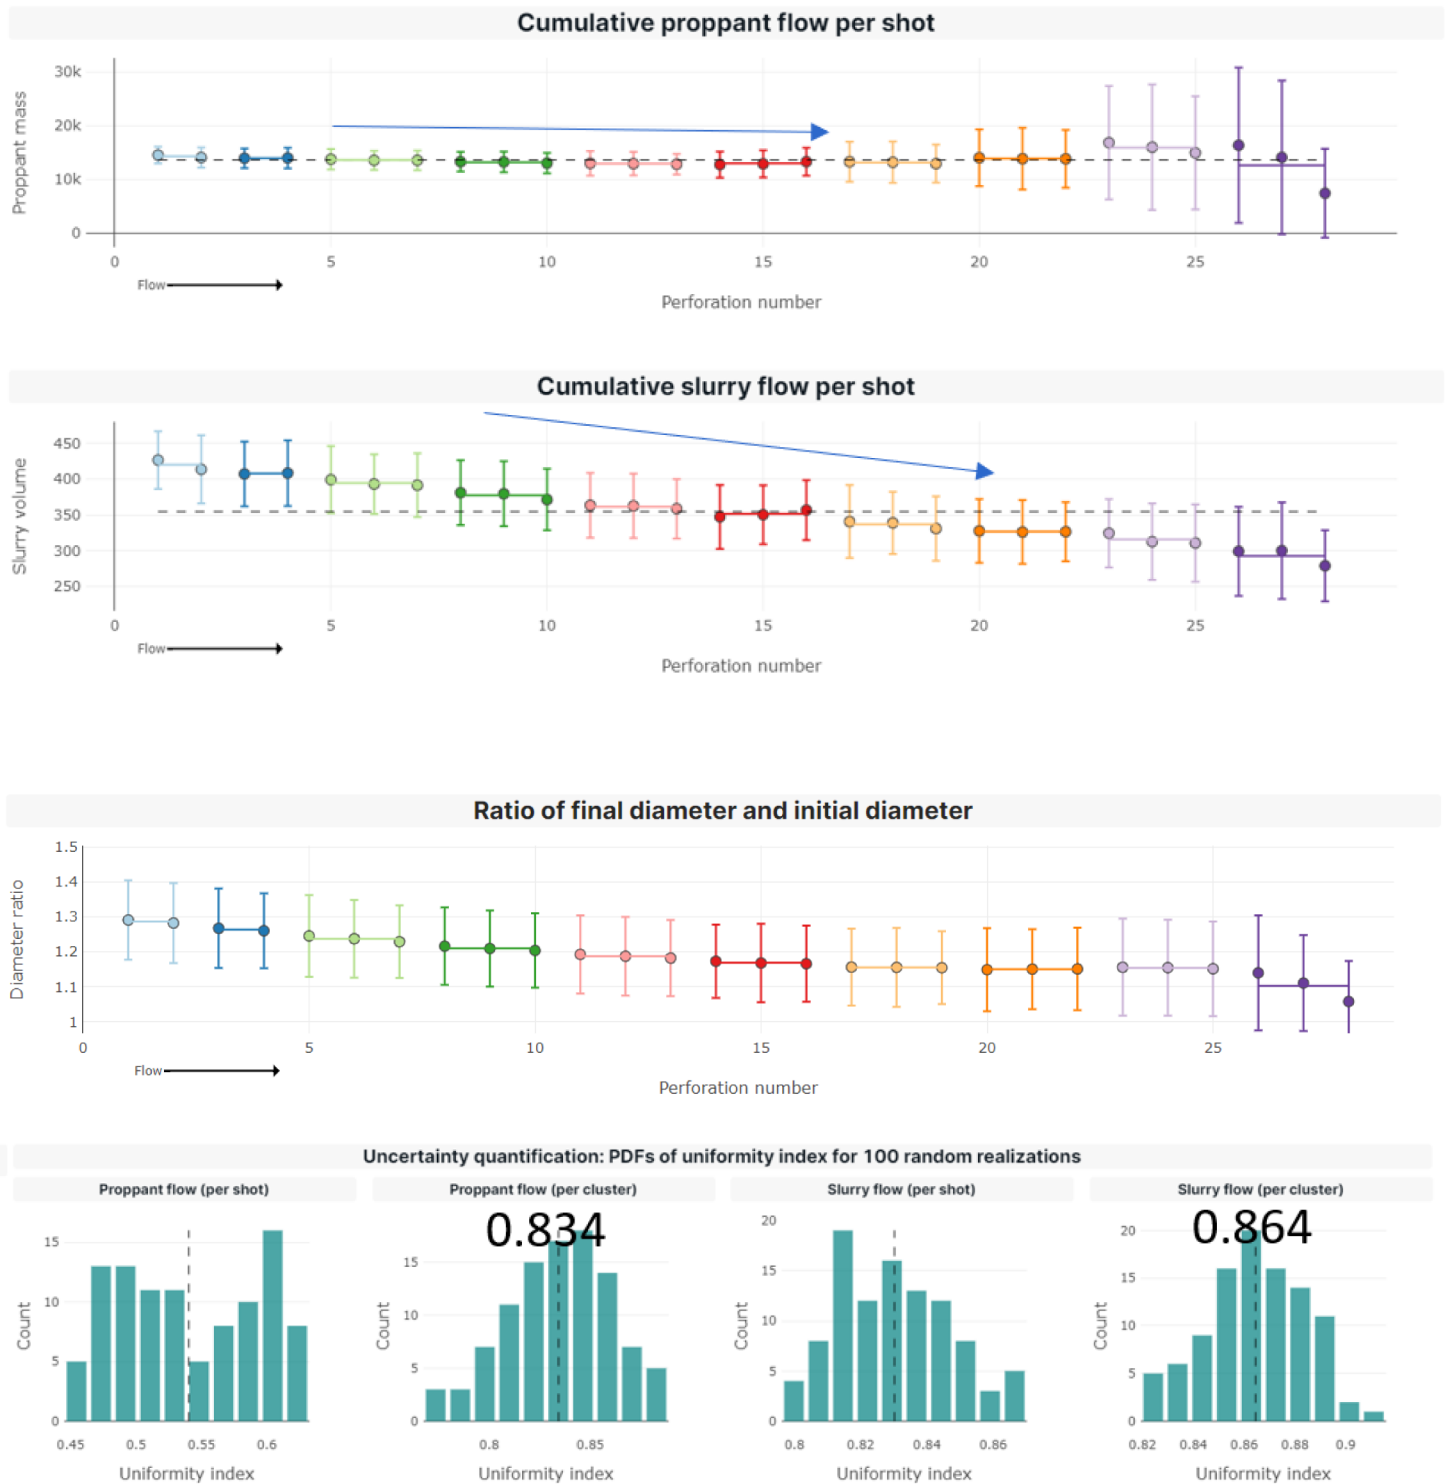 Cumulative proppant flow per shot
Proppant mass
30k
20k
10k
0
0 5 10 15 20 25
Flow
Perforation number
Cumulative slurry flow per shot
Slurry volume
450
400
350
300
250
0 5 10 15 20 25
Flow
Perforation number
Ratio of final diameter and initial diameter
Diameter ratio
1.5
1.4
1.3
1.2
1.1
1
0 5 10 15 20 25
Flow
Perforation number
Uncertainty quantification: PDFs of uniformity index for 100 random realizations
Proppant flow (per shot)
Count
15
10
5
0
0.45 0.5 0.55 0.6
Uniformity index
Proppant flow (per cluster)
0.834
Count
15
10
5
0
0.8 0.85
Uniformity index
Slurry flow (per shot)
Count
20
15
10
5
0
0.8 0.82 0.84 0.86
Uniformity index
Slurry flow (per cluster)
0.864
Count
20
15
10
5
0
0.82 0.84 0.86 0.88 0.9
Uniformity index